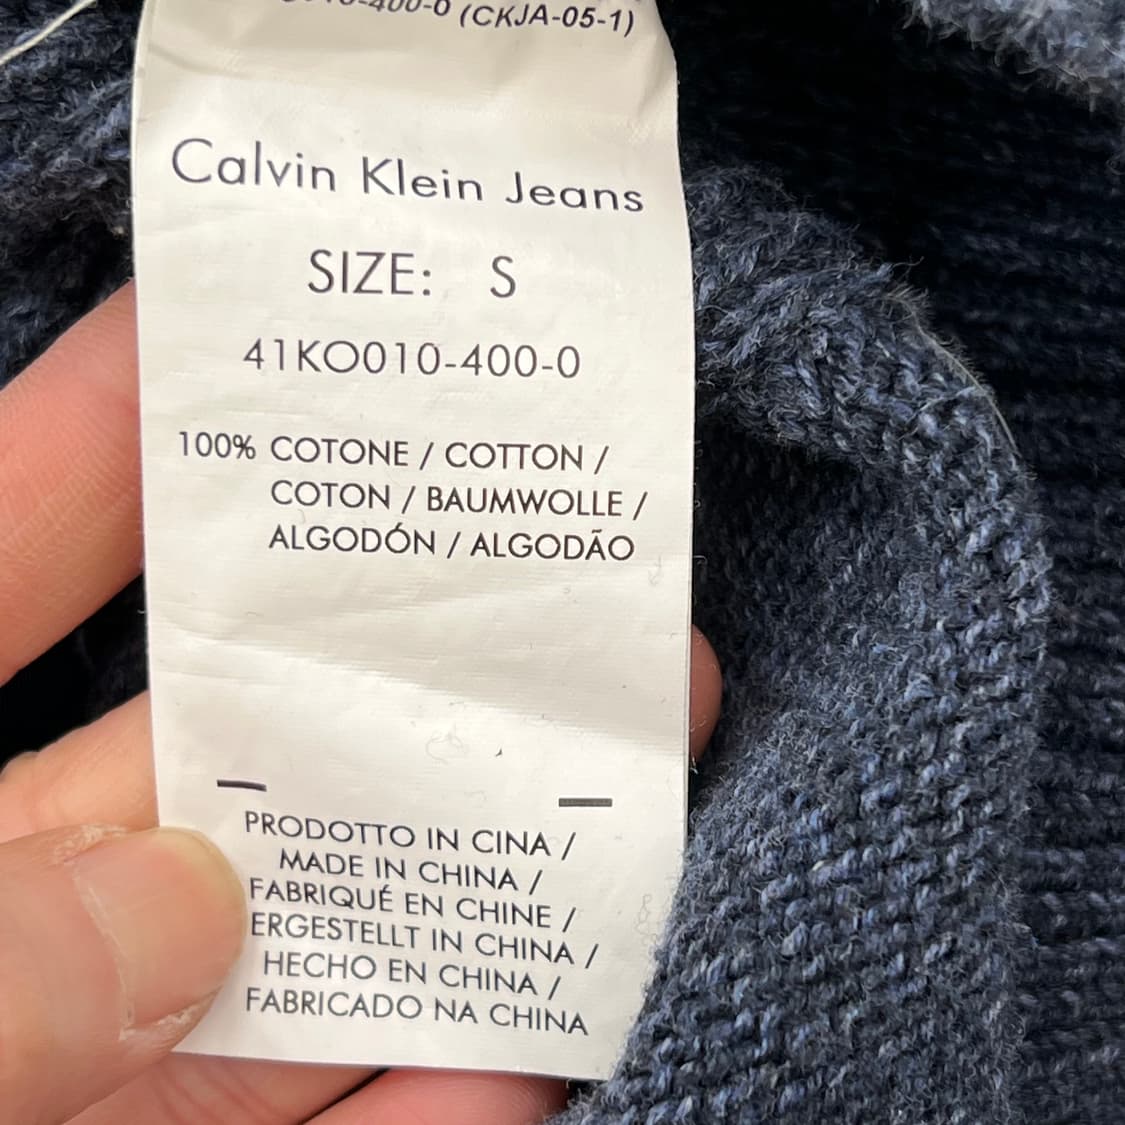 (CKJA-05-1)
Calvin Klein Jeans
SIZE: S
41KO010-400-0
100% COTONE / COTTON /
COTON / BAUMWOLLE /
ALGODÓN / ALGODÃO
PRODOTTO IN CINA /
MADE IN CHINA /
FABRIQUÉ EN CHINE /
ERGESTELLT IN CHINA /
HECHO EN CHINA /
FABRICADO NA CHINA